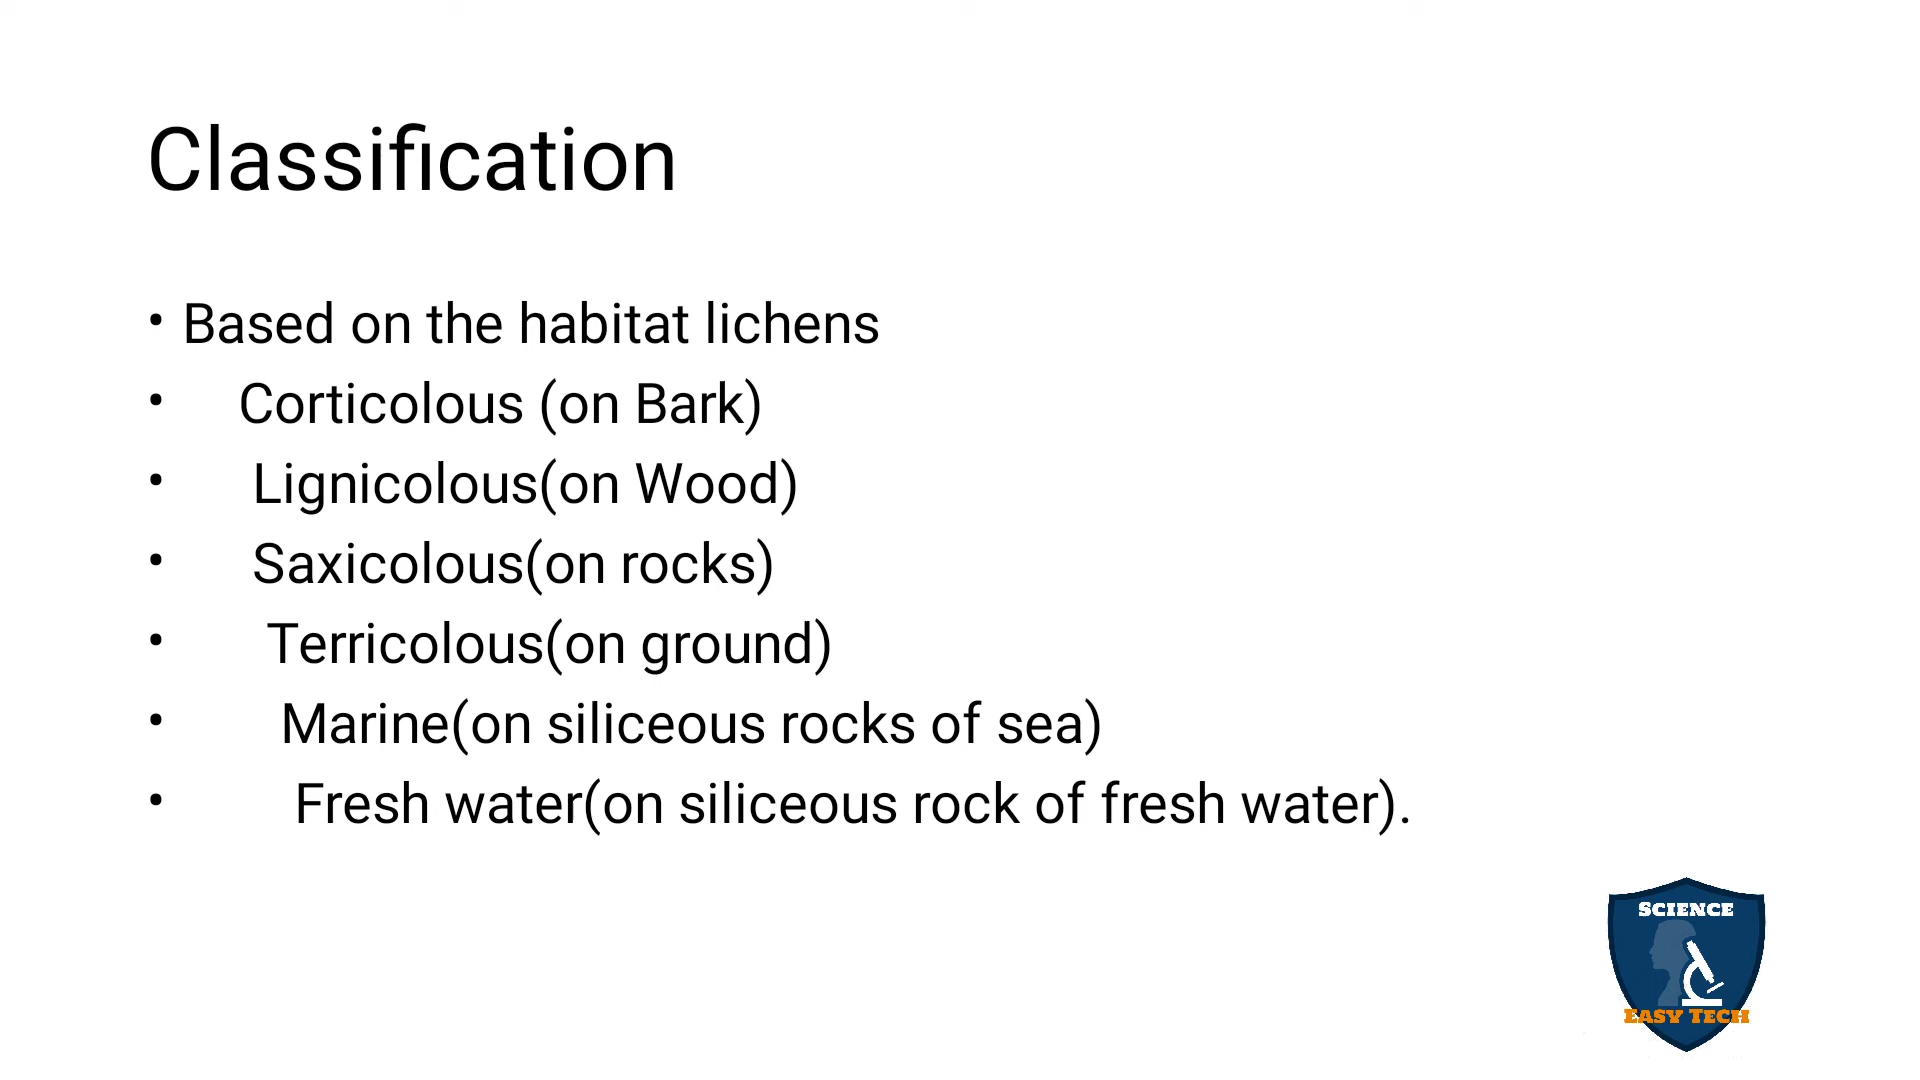 Classification
• Based on the habitat lichens
• Corticolous (on Bark)
• Lignicolous(on Wood)
• Saxicolous(on rocks)
• Terricolous(on ground)
• Marine(on siliceous rocks of sea)
• Fresh water(on siliceous rock of fresh water).
SCIENCE
EASY TECH